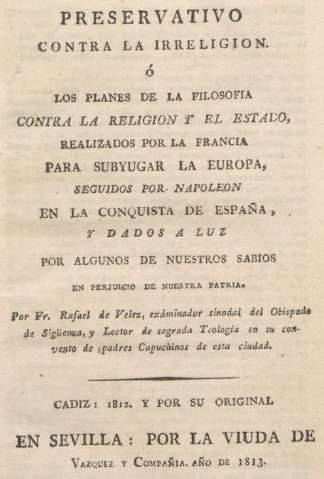 PRESERVATIVO
CONTRA LA IRRELIGION.
ó
LOS PLANES DE LA FILOSOFIA
CONTRA LA RELIGION Y EL ESTADO,
REALIZADOS POR LA FRANCIA
PARA SUBYUGAR LA EUROPA,
SEGUIDOS POR NAPOLEON
EN LA CONQUISTA DE ESPAÑA,
Y DADOS A LUZ
POR ALGUNOS DE NUESTROS SABIOS
EN PERJUICIO DE NUESTRA PATRIA.
Por Fr. Rafael de Velez, exáminador sinodal del Obispado
de Sigüenza, y Lector de sagrada Teología en su con-
vento de padres Capuchinos de esta ciudad.
CADIZ: 1812. Y POR SU ORIGINAL
EN SEVILLA: POR LA VIUDA DE
VAZQUEZ Y COMPAÑIA. AÑO DE 1813.